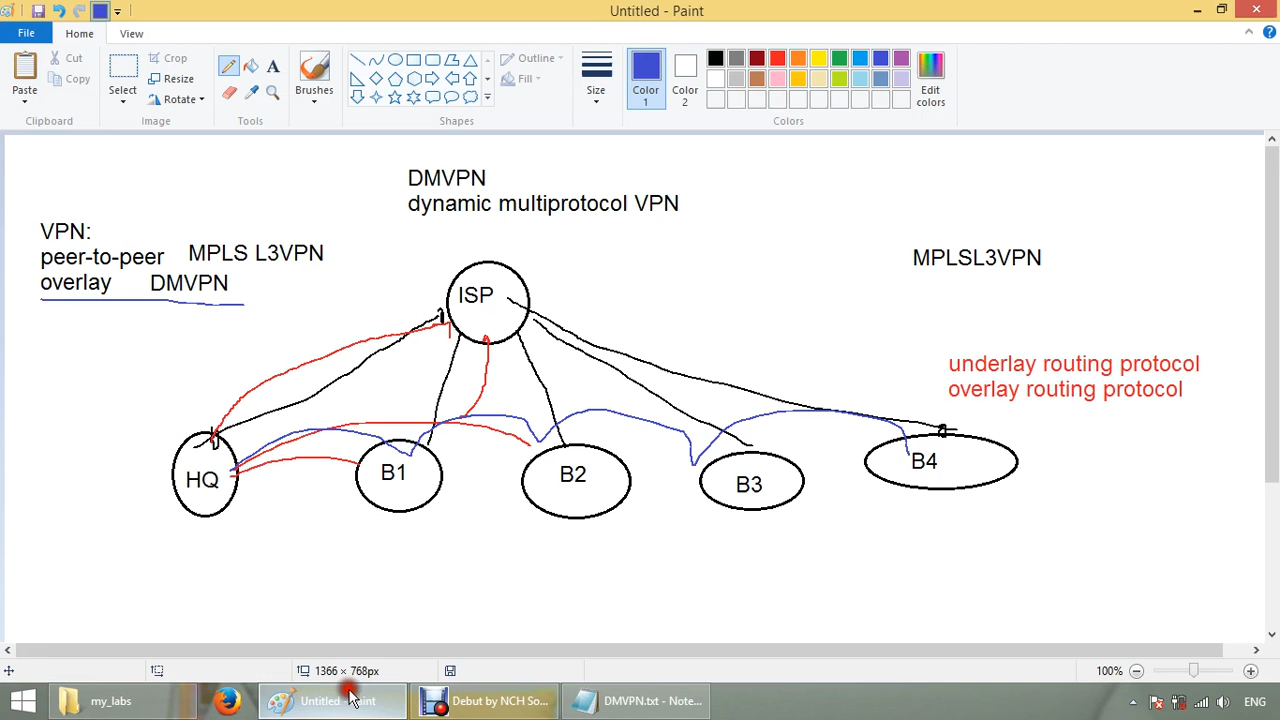 Untitled - Paint
File
Home
View
Paste
Cut
Copy
Clipboard
Select
Crop
Resize
Rotate
Image
A
Tools
Brushes
Shapes
Outline
Fill
Size
Color
1
Color
2
Colors
Edit
colors
DMVPN
dynamic multiprotocol VPN
VPN:
peer-to-peer
MPLS L3VPN
overlay
DMVPN
MPLSL3VPN
ISP
underlay routing protocol
overlay routing protocol
HQ
B1
B2
B3
B4
1366 × 768px
100%
my_labs
Untitled - Paint
Debut by NCH So...
DMVPN.txt - Note...
ENG